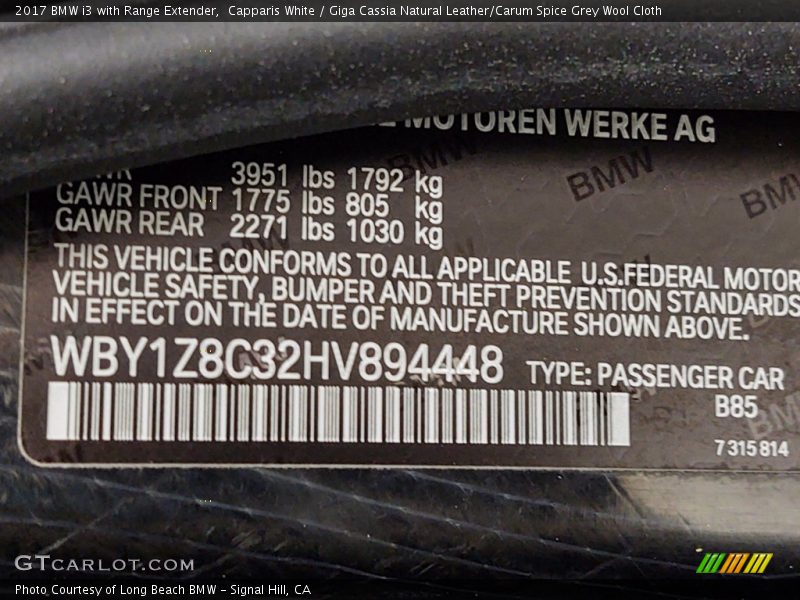 2017 BMW i3 with Range Extender,  Capparis White / Giga Cassia Natural Leather/Carum Spice Grey Wool Cloth
MOTOREN WERKE AG
3951 lbs 1792 kg
GAWR FRONT 1775 lbs 805 kg
GAWR REAR 2271 lbs 1030 kg
THIS VEHICLE CONFORMS TO ALL APPLICABLE U.S.FEDERAL MOTOR
VEHICLE SAFETY, BUMPER AND THEFT PREVENTION STANDARDS
IN EFFECT ON THE DATE OF MANUFACTURE SHOWN ABOVE.
WBY1Z8C32HV894448 TYPE: PASSENGER CAR
B85
7315814
BMW
BMW
BMW
GTCARLOT.COM
Photo Courtesy of Long Beach BMW – Signal Hill, CA